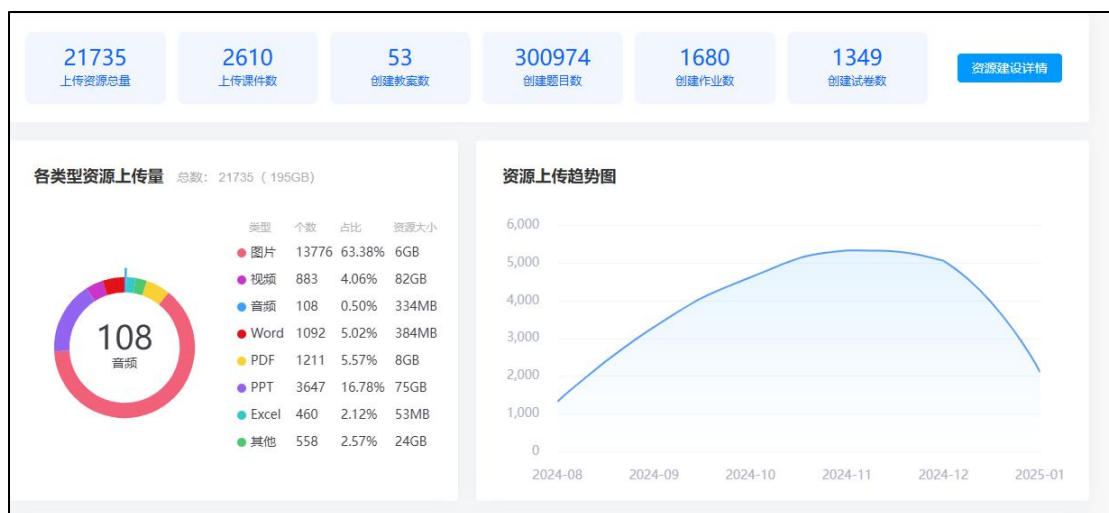 21735 2610 53 300974 1680 1349
上传资源总量 上传课件数 创建教案数 创建题目数 创建作业数 创建试卷数 资源建设详情
各类型资源上传量 总数: 21735 ( 195GB)
类型 个数 占比 资源大小
图片 13776 63.38% 6GB
视频 883 4.06% 82GB
音频 108 0.50% 334MB
Word 1092 5.02% 384MB
PDF 1211 5.57% 8GB
PPT 3647 16.78% 75GB
Excel 460 2.12% 53MB
其他 558 2.57% 24GB
108
音频
资源上传趋势图
6,000
5,000
4,000
3,000
2,000
1,000
0
2024-08 2024-09 2024-10 2024-11 2024-12 2025-01